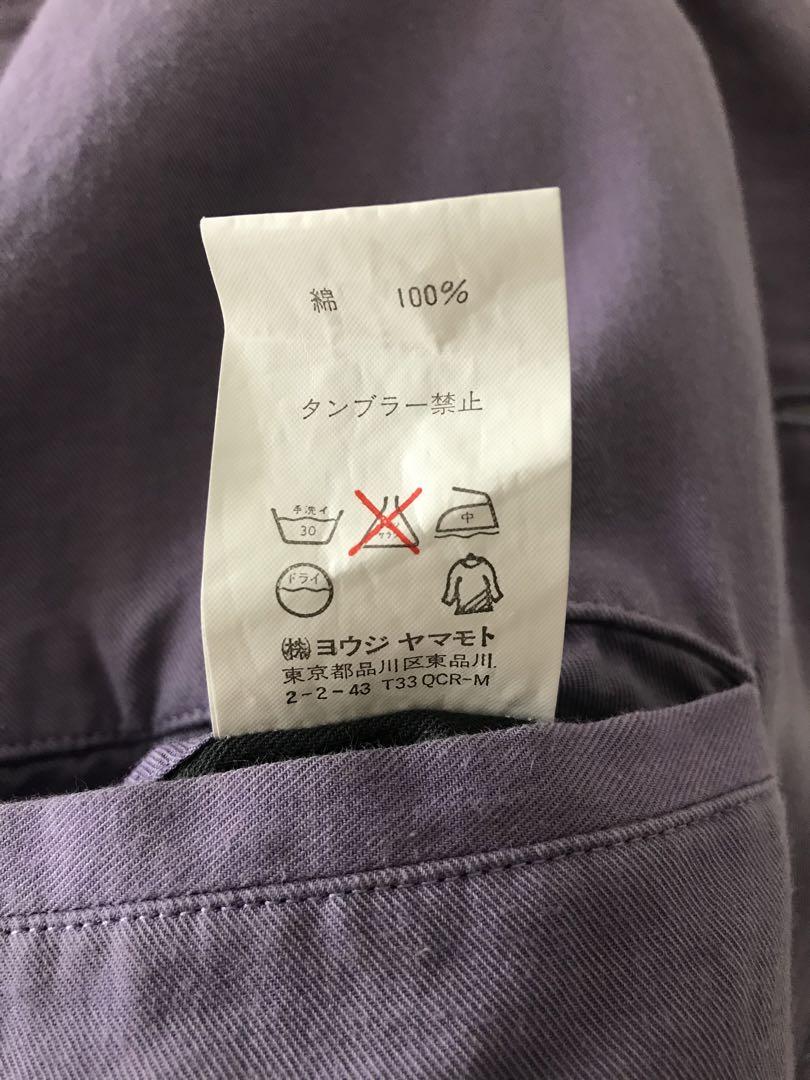 綿 100%
タンブラー禁止
手洗イ
30
中
ドライ
㈱ヨウジ ヤマモト
東京都品川区東品川
2-2-43 T33 QCR-M